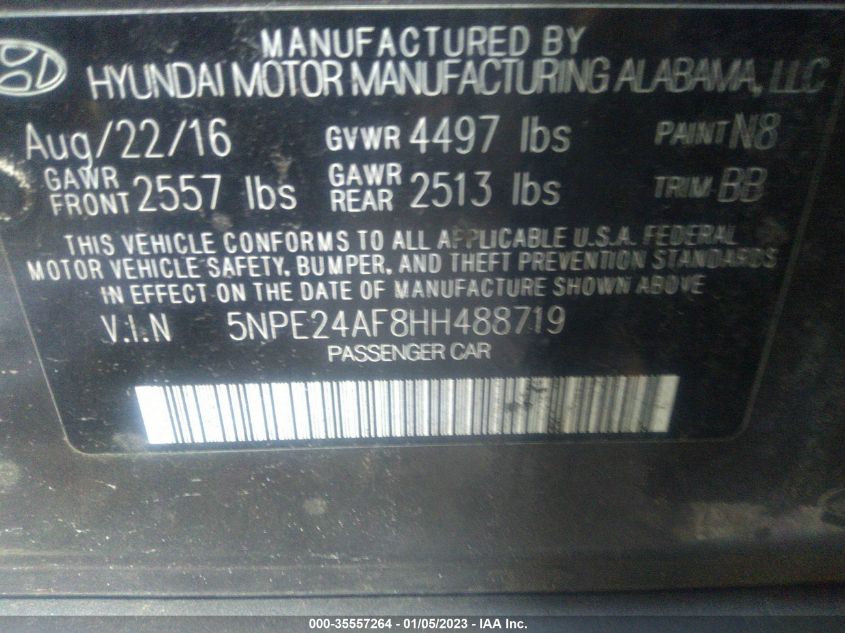 MANUFACTURED BY
HYUNDAI MOTOR MANUFACTURING ALABAMA, LLC
Aug/22/16 GVWR 4497 lbs PAINT N8
GAWR FRONT 2557 lbs GAWR REAR 2513 lbs TRIM BB
THIS VEHICLE CONFORMS TO ALL APPLICABLE U.S.A. FEDERAL
MOTOR VEHICLE SAFETY, BUMPER, AND THEFT PREVENTION STANDARDS
IN EFFECT ON THE DATE OF MANUFACTURE SHOWN ABOVE
V.I.N 5NPE24AF8HH488719
PASSENGER CAR
000-35557264 - 01/05/2023 - IAA Inc.